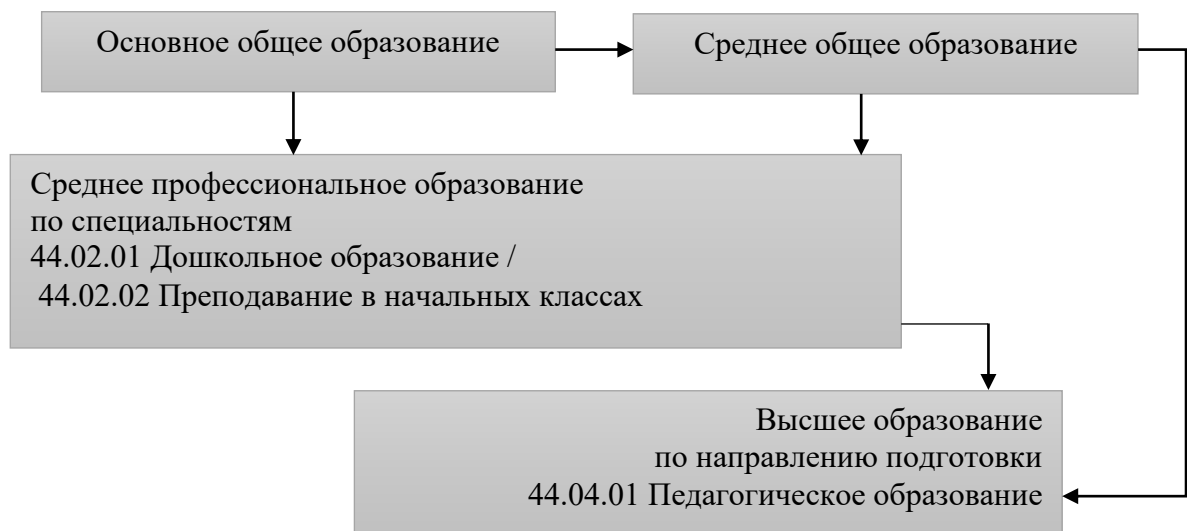 Основное общее образование
Среднее общее образование
Среднее профессиональное образование
по специальностям
44.02.01 Дошкольное образование /
44.02.02 Преподавание в начальных классах
Высшее образование
по направлению подготовки
44.04.01 Педагогическое образование